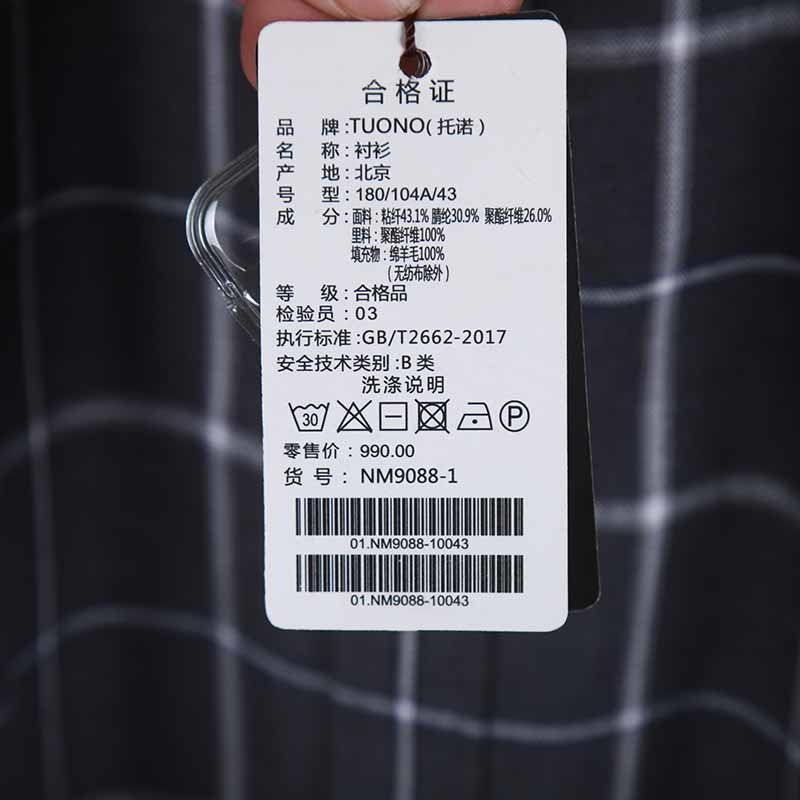 合格证
品 牌:TUONO(托诺)
名 称:衬衫
产 地:北京
号 型:180/104A/43
成 分:面料:粘纤43.1% 腈纶30.9% 聚酯纤维26.0%
里料:聚酯纤维100%
填充物:绵羊毛100%
(无纺布除外)
等 级:合格品
检验员:03
执行标准:GB/T2662-2017
安全技术类别:B 类
洗涤说明
30 P
零售价:990.00
货 号: NM9088-1
01.NM9088-10043
01.NM9088-10043